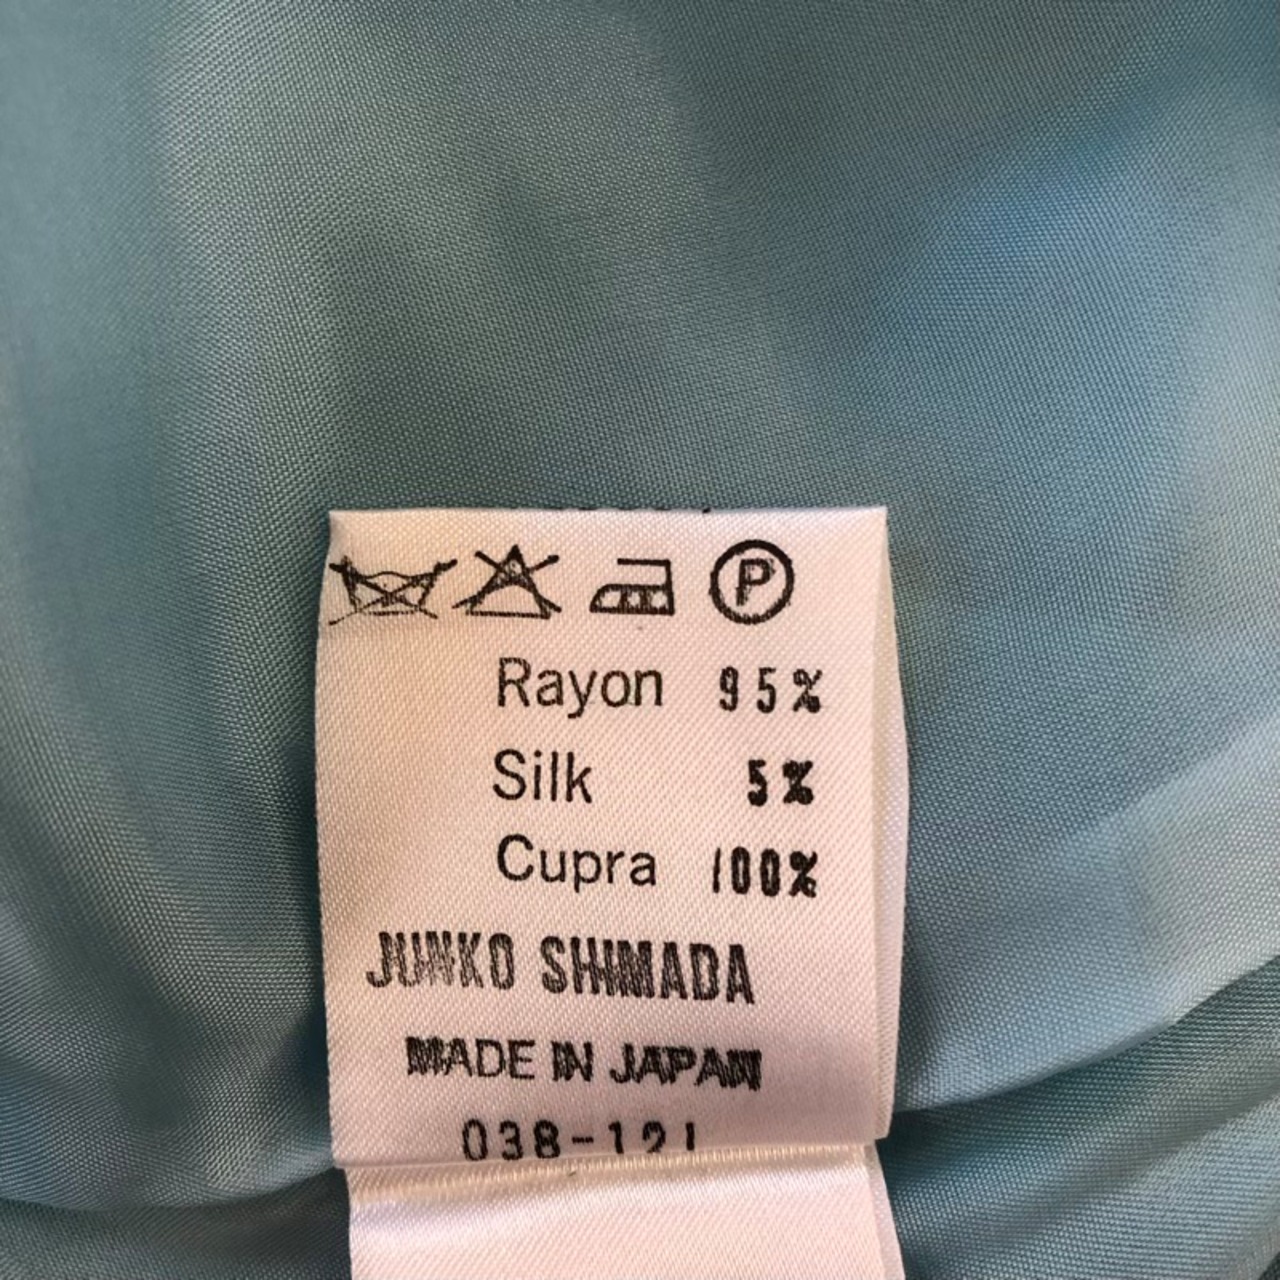 P
Rayon 95%
Silk 5%
Cupra 100%
JUNKO SHIMADA
MADE IN JAPAN
038-121